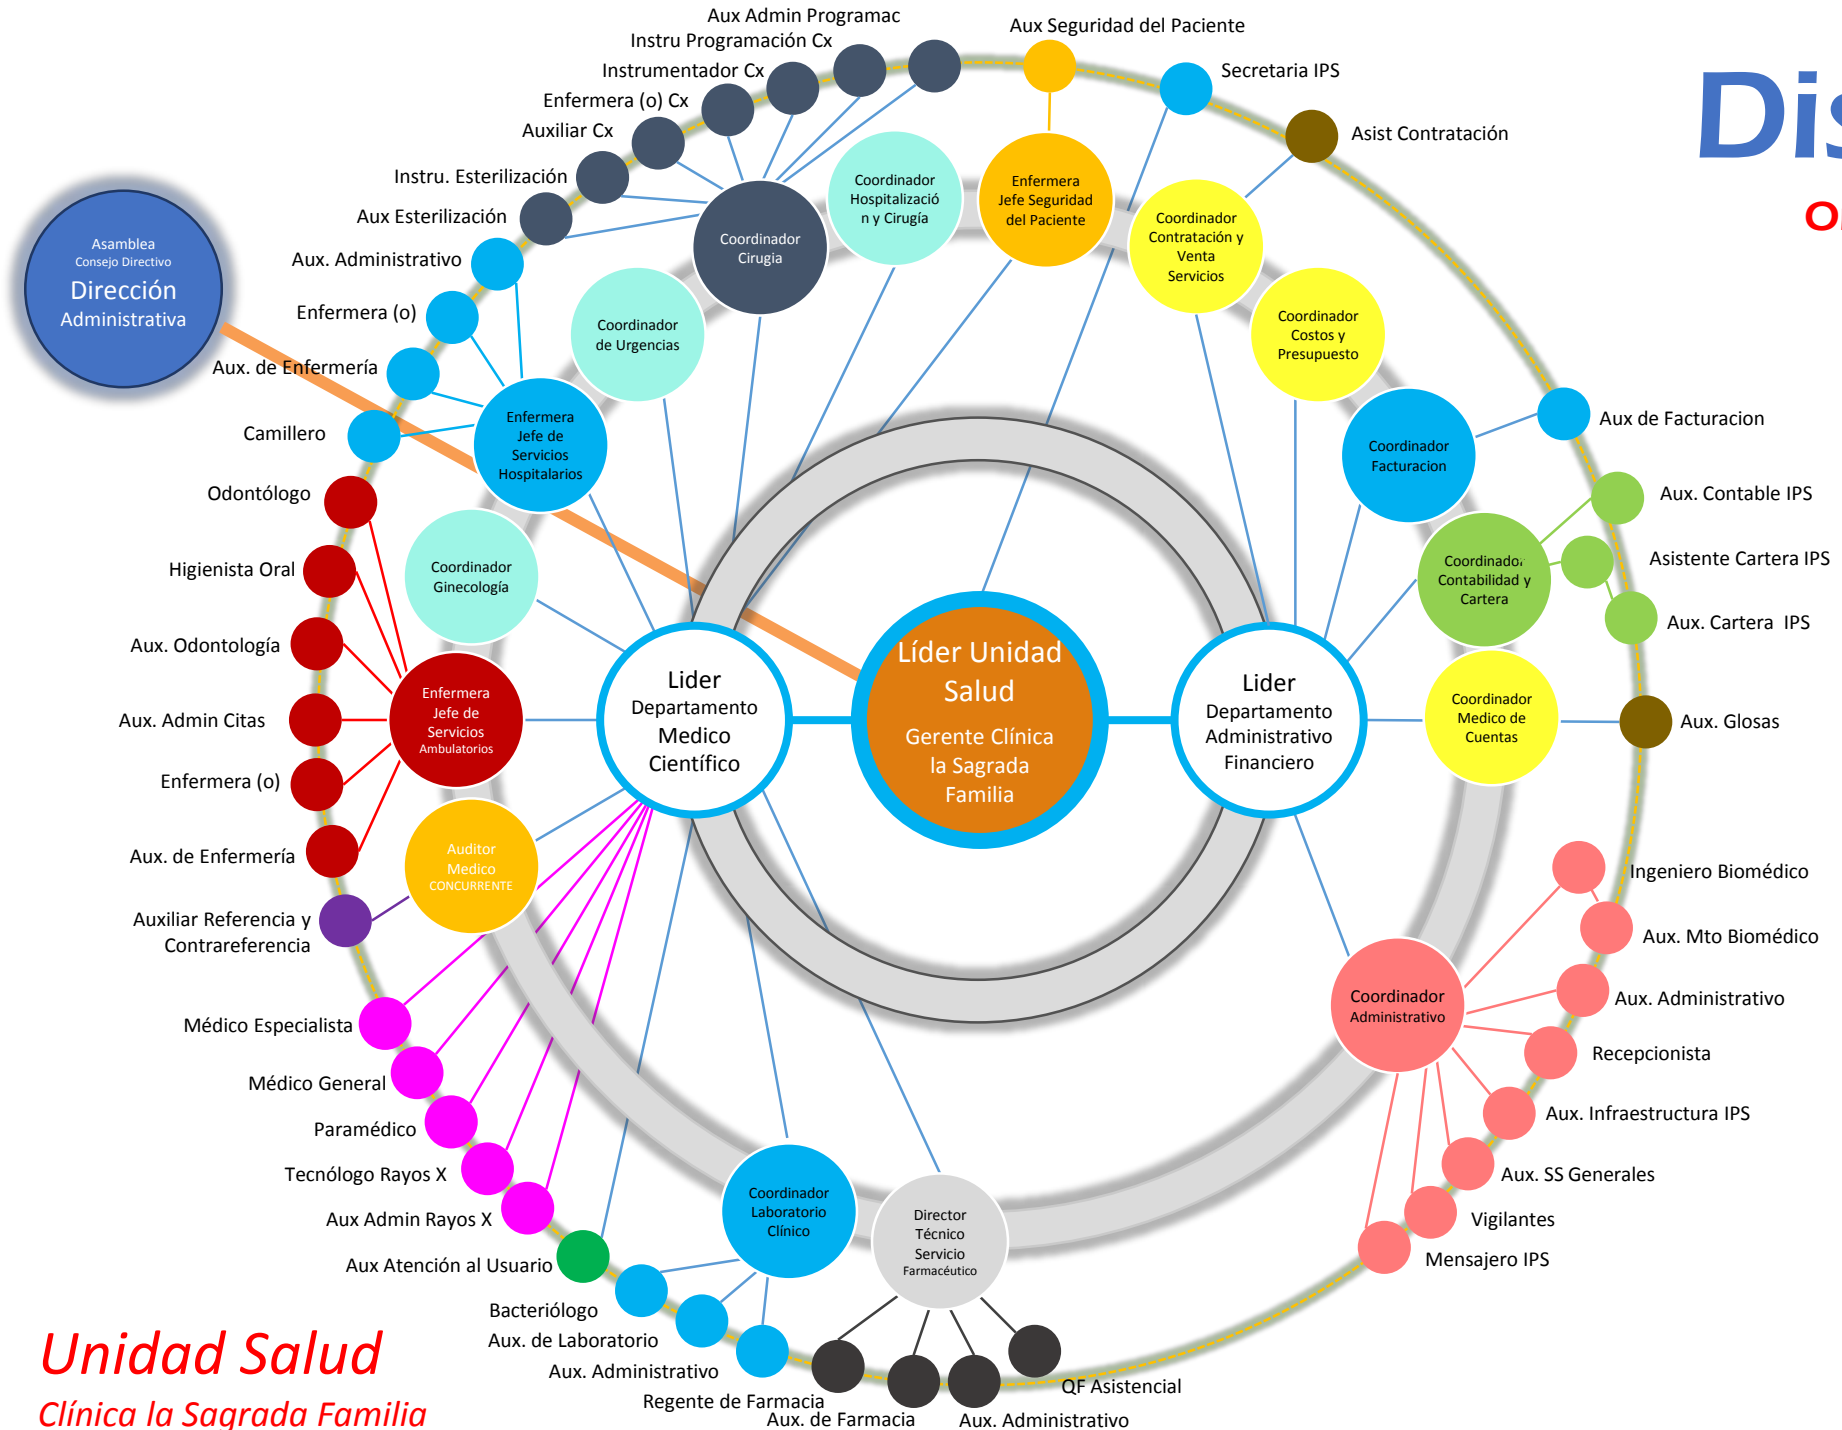 Aux Admin Programac
Instru Programación Cx
Instrumentador Cx
Enfermera (o) Cx
Auxiliar Cx
Instru. Esterilización
Aux Esterilización
Aux. Administrativo
Enfermera (o)
Aux. de Enfermería
Camillero
Odontólogo
Higienista Oral
Aux. Odontología
Aux. Admin Citas
Enfermera (o)
Aux. de Enfermería
Auxiliar Referencia y
Contrareferencia
Médico Especialista
Médico General
Paramédico
Tecnólogo Rayos X
Aux Admin Rayos X
Aux Atención al Usuario
Bacteriólogo
Aux. de Laboratorio
Aux. Administrativo
Regente de Farmacia
Aux. de Farmacia
Aux. Administrativo
QF Asistencial
Aux Seguridad del Paciente
Secretaria IPS
Asist Contratación
Aux de Facturacion
Aux. Contable IPS
Asistente Cartera IPS
Aux. Cartera  IPS
Aux. Glosas
Ingeniero Biomédico
Aux. Mto Biomédico
Aux. Administrativo
Recepcionista
Aux. Infraestructura IPS
Aux. SS Generales
Vigilantes
Mensajero IPS
Asamblea
Consejo Directivo
Dirección
Administrativa
Coordinador
Cirugia
Coordinador
Hospitalizació
n y Cirugía
Enfermera
Jefe Seguridad
del Paciente
Coordinador
Contratación y
Venta
Servicios
Coordinador
Costos y
Presupuesto
Coordinador
Facturacion
Coordinador
Contabilidad y
Cartera
Coordinador
Medico de
Cuentas
Coordinador
Administrativo
Coordinador
de Urgencias
Enfermera
Jefe de
Servicios
Hospitalarios
Coordinador
Ginecología
Enfermera
Jefe de
Servicios
Ambulatorios
Auditor
Medico
CONCURRENTE
Coordinador
Laboratorio
Clínico
Director
Técnico
Servicio
Farmacéutico
Lider
Departamento
Medico
Científico
Líder Unidad
Salud
Gerente Clínica
la Sagrada
Familia
Lider
Departamento
Administrativo
Financiero
Dis
Unidad Salud
Clínica la Sagrada Familia